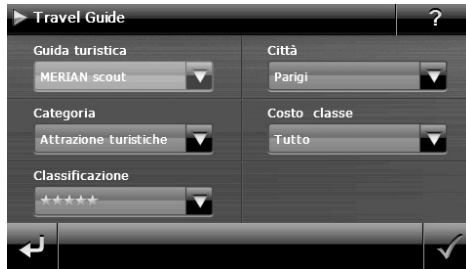 Travel Guide ?
Guida turistica
MERIAN scout
Città
Parigi
Categoria
Attrazione turistiche
Costo classe
Tutto
Classificazione
★★★★★